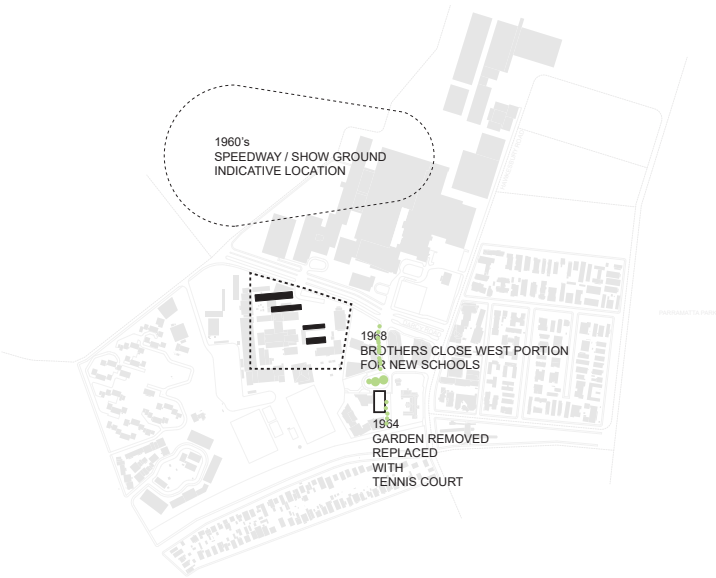 1960's
SPEEDWAY / SHOW GROUND
INDICATIVE LOCATION
1968
BROTHERS CLOSE WEST PORTION
FOR NEW SCHOOLS
1964
GARDEN REMOVED
REPLACED
WITH
TENNIS COURT